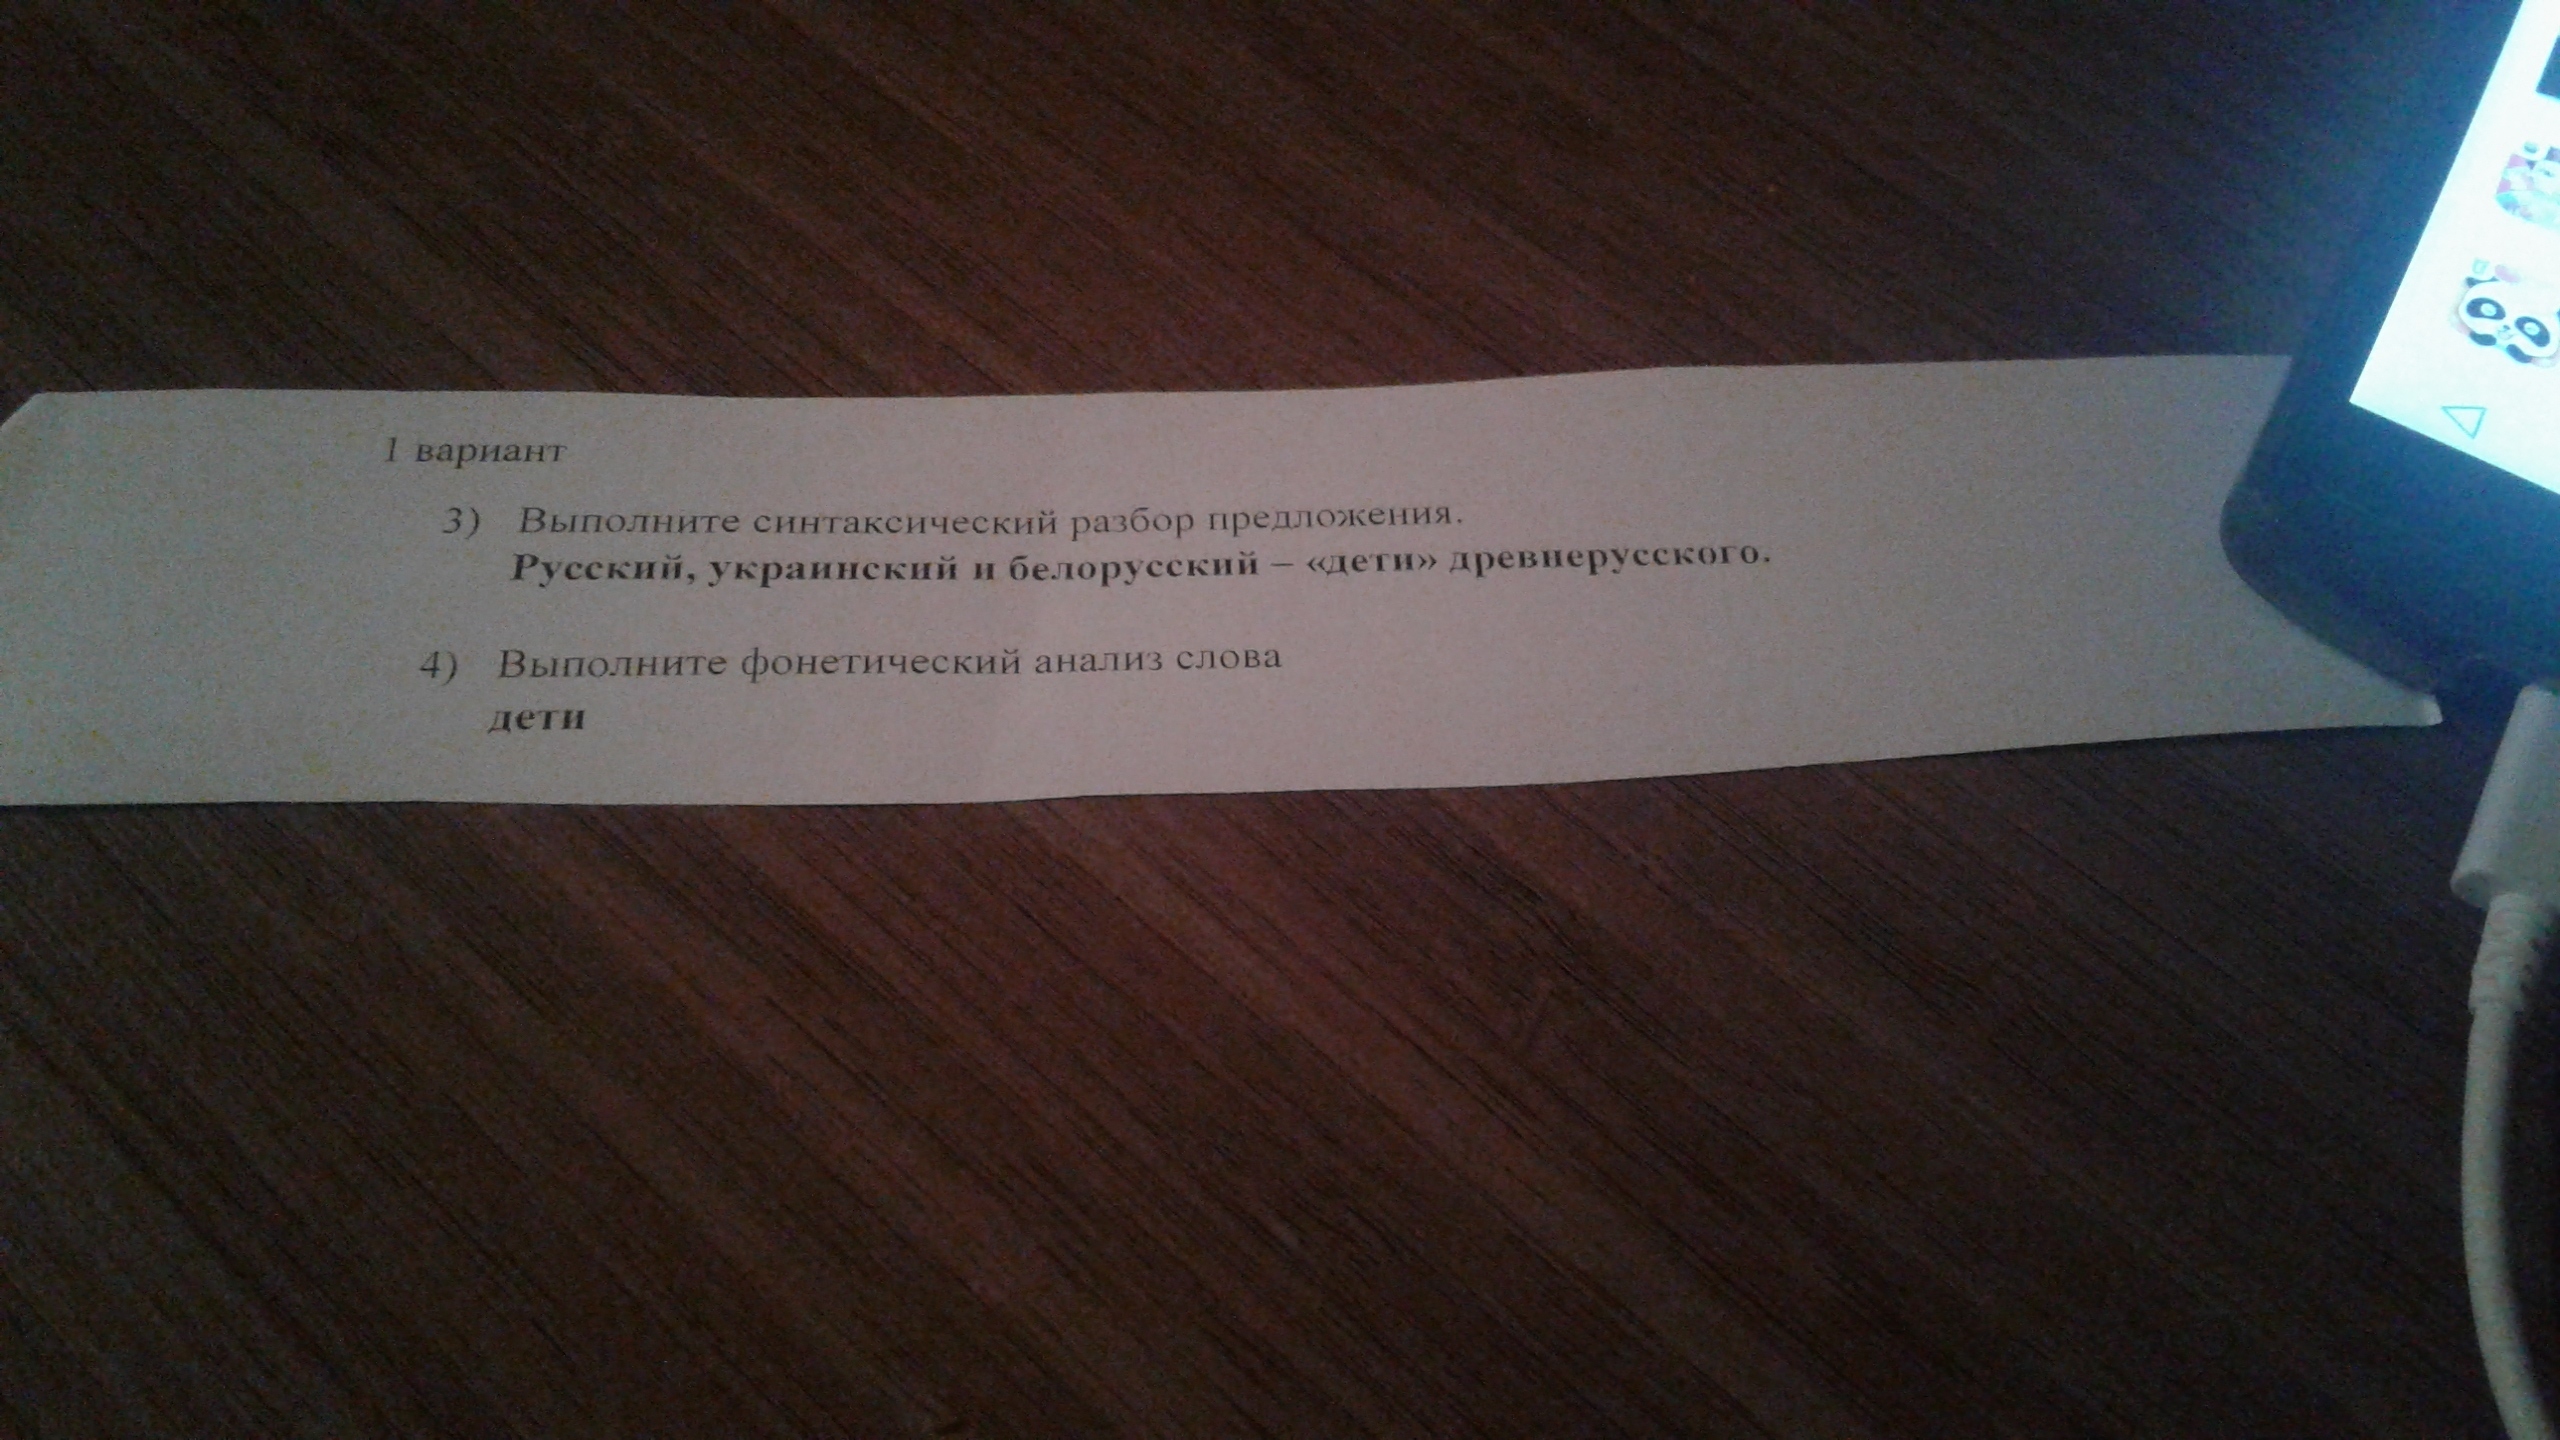 1 вариант
3) Выполните синтаксический разбор предложения.
Русский, украинский и белорусский – «дети» древнерусского.
4) Выполните фонетический анализ слова
дети